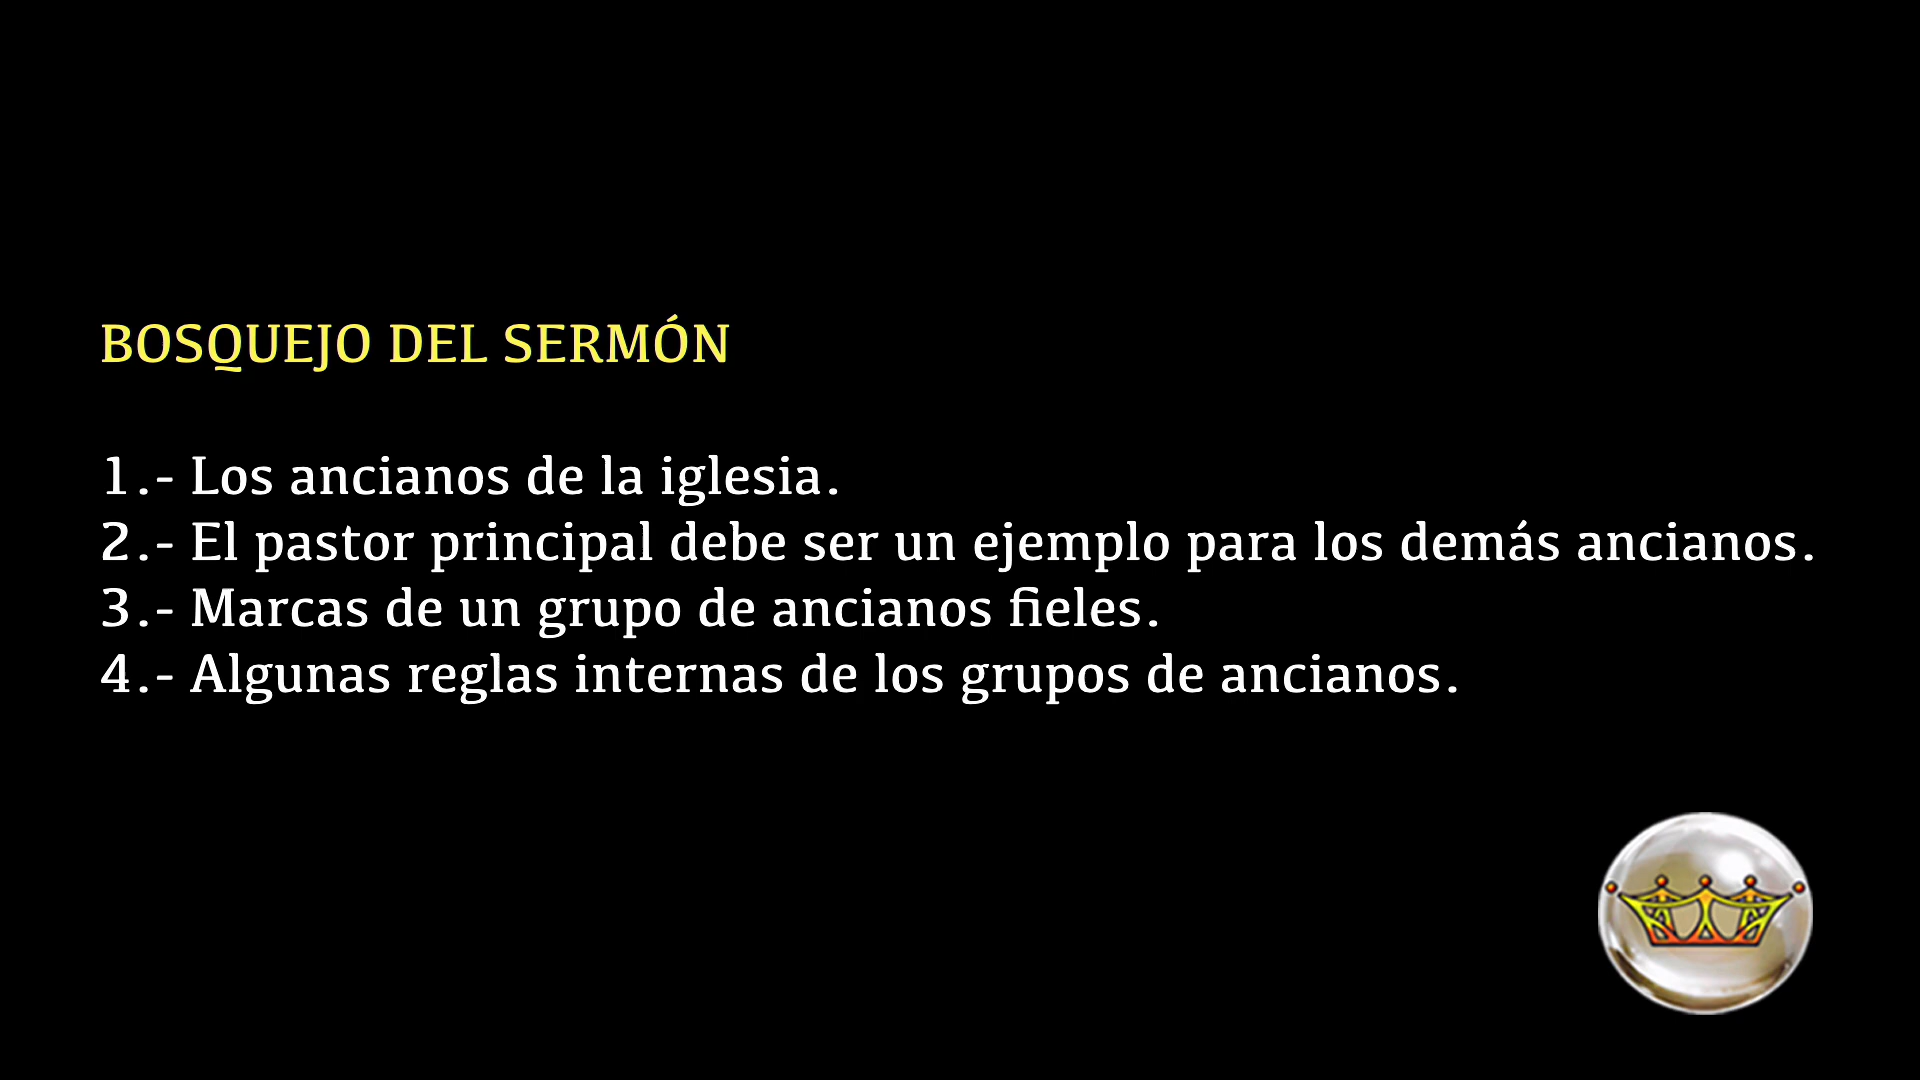 BOSQUEJO DEL SERMÓN
1.- Los ancianos de la iglesia.
2.- El pastor principal debe ser un ejemplo para los demás ancianos.
3.- Marcas de un grupo de ancianos fieles.
4.- Algunas reglas internas de los grupos de ancianos.